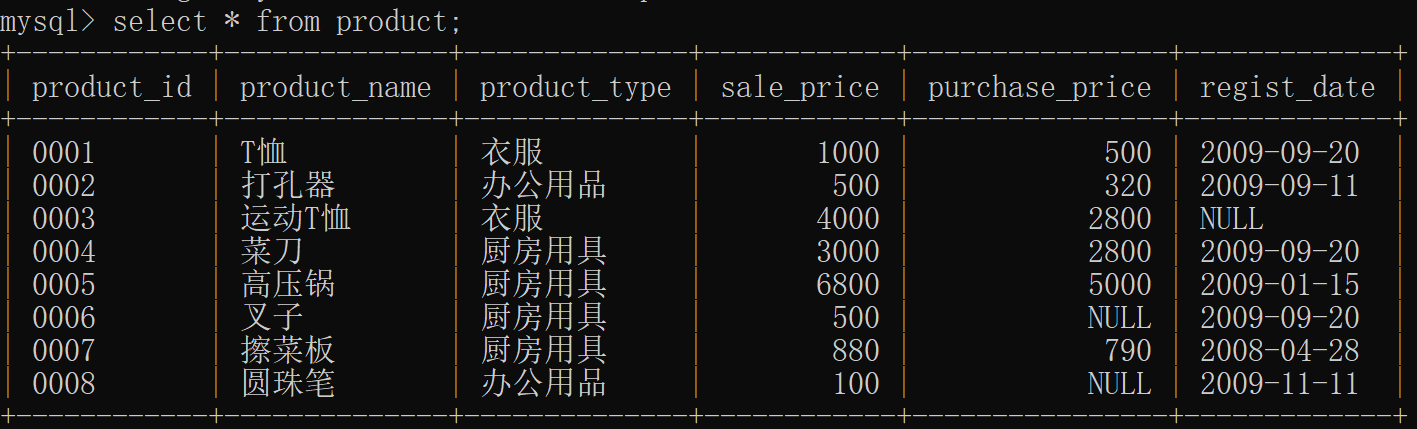 mysql> select * from product;
+------------+--------------+--------------+------------+----------------+-------------+
| product_id | product_name | product_type | sale_price | purchase_price | regist_date |
+------------+--------------+--------------+------------+----------------+-------------+
| 0001 | T恤 | 衣服 | 1000 | 500 | 2009-09-20 |
| 0002 | 打孔器 | 办公用品 | 500 | 320 | 2009-09-11 |
| 0003 | 运动T恤 | 衣服 | 4000 | 2800 | NULL |
| 0004 | 菜刀 | 厨房用具 | 3000 | 2800 | 2009-09-20 |
| 0005 | 高压锅 | 厨房用具 | 6800 | 5000 | 2009-01-15 |
| 0006 | 叉子 | 厨房用具 | 500 | NULL | 2009-09-20 |
| 0007 | 擦菜板 | 厨房用具 | 880 | 790 | 2008-04-28 |
| 0008 | 圆珠笔 | 办公用品 | 100 | NULL | 2009-11-11 |
+------------+--------------+--------------+------------+----------------+-------------+